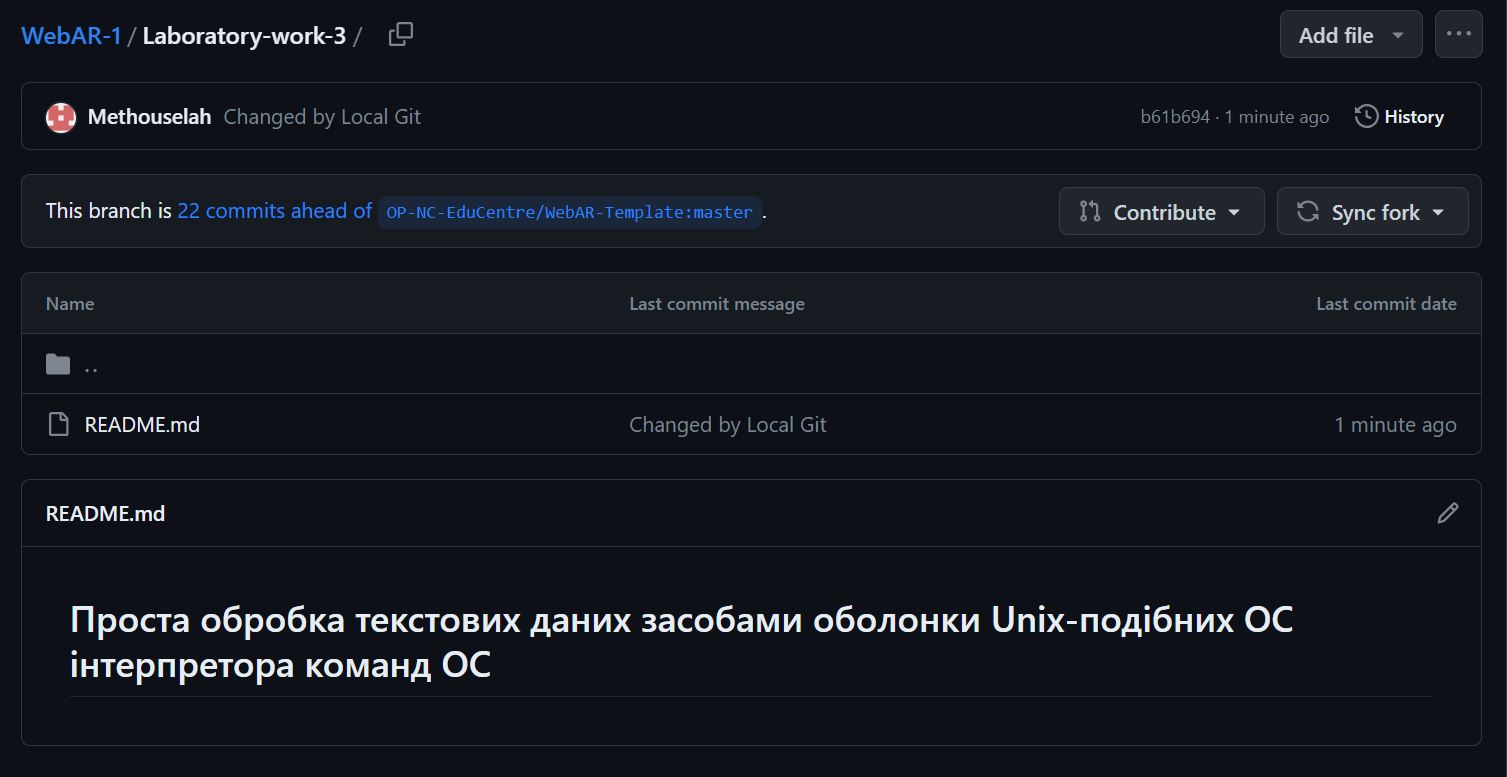 WebAR-1 / Laboratory-work-3 /
Add file
Methouselah Changed by Local Git
b61b694 · 1 minute ago
History
This branch is 22 commits ahead of OP-NC-EduCentre/WebAR-Template:master .
Contribute
Sync fork
Name Last commit message Last commit date
..
README.md Changed by Local Git 1 minute ago
README.md
Проста обробка текстових даних засобами оболонки Unix-подібних ОС
інтерпретора команд ОС